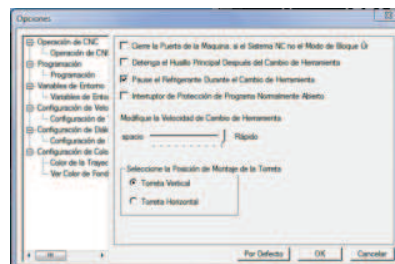 Opciones
Operación de CNC
Operación de CN
Programación
Programación
Variables de Entorno
Variables de Ento
Configuración de Velo
Configuración de
Configuración de Diál
Configuración de
Configuración de Colo
Color de la Trayec
Ver Color de Fond
Cierre la Puerta de la Maquina, si el Sistema NC no el Modo de Bloque Úr
Detenga el Husillo Principal Después del Cambio de Herramienta
Pause el Refrigerante Durante el Cambio de Herramienta
Interruptor de Protección de Programa Normalmente Abierto
Modifique la Velocidad de Cambio de Herramienta
spacio
Rápido
Seleccione la Posición de Montaje de la Torreta
Torreta Vertical
Torreta Horizontal
Por Defecto
OK
Cancelar